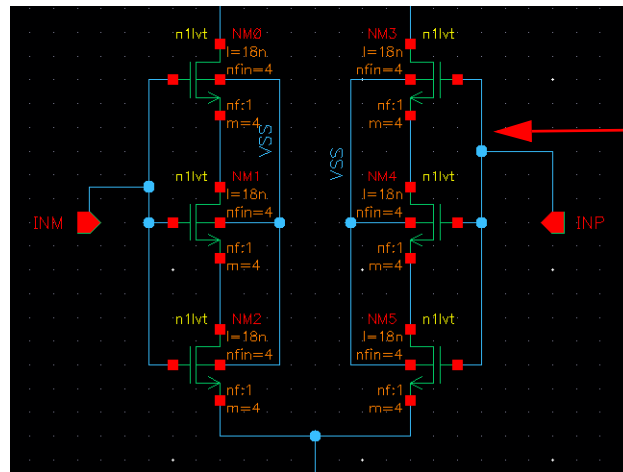 n1lvt NM0
l=18n
nfin=4
nf:1
m=4
VSS
n1lvt NM1
l=18n
nfin=4
nf:1
m=4
n1lvt NM2
l=18n
nfin=4
nf:1
m=4
INM
NM3 n1lvt
l=18n
nfin=4
nf:1
m=4
VSS
NM4 n1lvt
l=18n
nfin=4
nf:1
m=4
NM5 n1lvt
l=18n
nfin=4
nf:1
m=4
INP